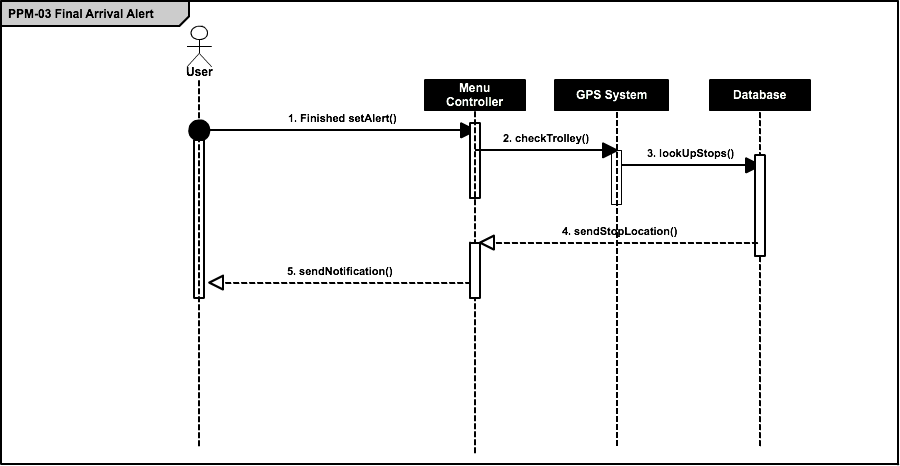 PPM-03 Final Arrival Alert
User
Menu
Controller
GPS System
Database
1. Finished setAlert()
2. checkTrolley()
3. lookUpStops()
4. sendStopLocation()
5. sendNotification()